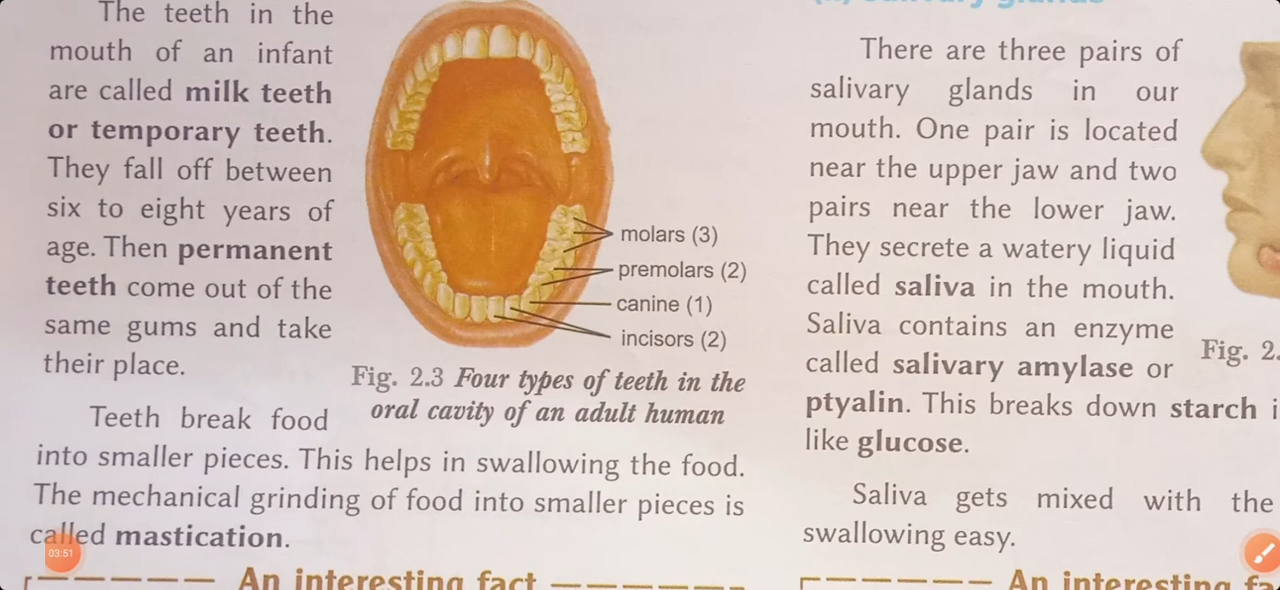 The teeth in the
mouth of an infant
are called milk teeth
or temporary teeth.
They fall off between
six to eight years of
age. Then permanent
teeth come out of the
same gums and take
their place.
Teeth break food
into smaller pieces. This helps in swallowing the food.
The mechanical grinding of food into smaller pieces is
called mastication.
molars (3)
premolars (2)
canine (1)
incisors (2)
Fig. 2.3 Four types of teeth in the
oral cavity of an adult human
03:51
An interesting fact
salivary glands
There are three pairs of
salivary glands in our
mouth. One pair is located
near the upper jaw and two
pairs near the lower jaw.
They secrete a watery liquid
called saliva in the mouth.
Saliva contains an enzyme
called salivary amylase or
ptyalin. This breaks down starch i
like glucose.
Saliva gets mixed with the
swallowing easy.
Fig. 2.
An interesting fa